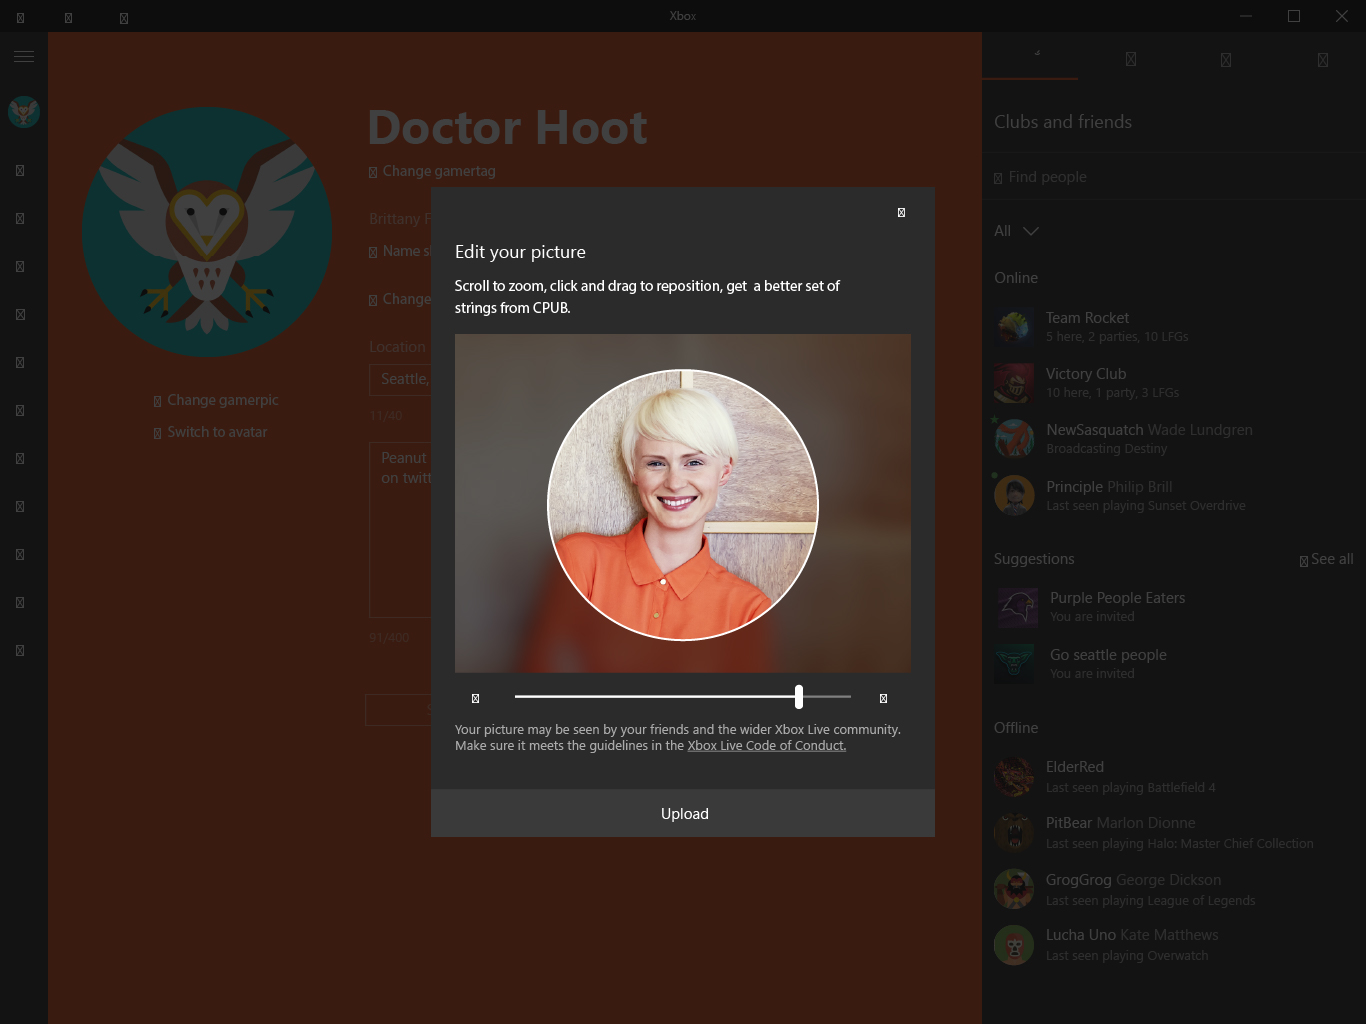 Xbox
Doctor Hoot
Change gamertag
Brittany F
Name s
Change
Location
Seattle,
11/40
Peanut
on twitt
91/400
Change gamerpic
Switch to avatar
Edit your picture
Scroll to zoom, click and drag to reposition, get  a better set of
strings from CPUB.
Your picture may be seen by your friends and the wider Xbox Live community.
Make sure it meets the guidelines in the Xbox Live Code of Conduct.
Upload
Clubs and friends
Find people
All
Online
Team Rocket
5 here, 2 parties, 10 LFGs
Victory Club
10 here, 1 party, 3 LFGs
NewSasquatch Wade Lundgren
Broadcasting Destiny
Principle Philip Brill
Last seen playing Sunset Overdrive
Suggestions
See all
Purple People Eaters
You are invited
Go seattle people
You are invited
Offline
ElderRed
Last seen playing Battlefield 4
PitBear Marlon Dionne
Last seen playing Halo: Master Chief Collection
GrogGrog George Dickson
Last seen playing League of Legends
Lucha Uno Kate Matthews
Last seen playing Overwatch